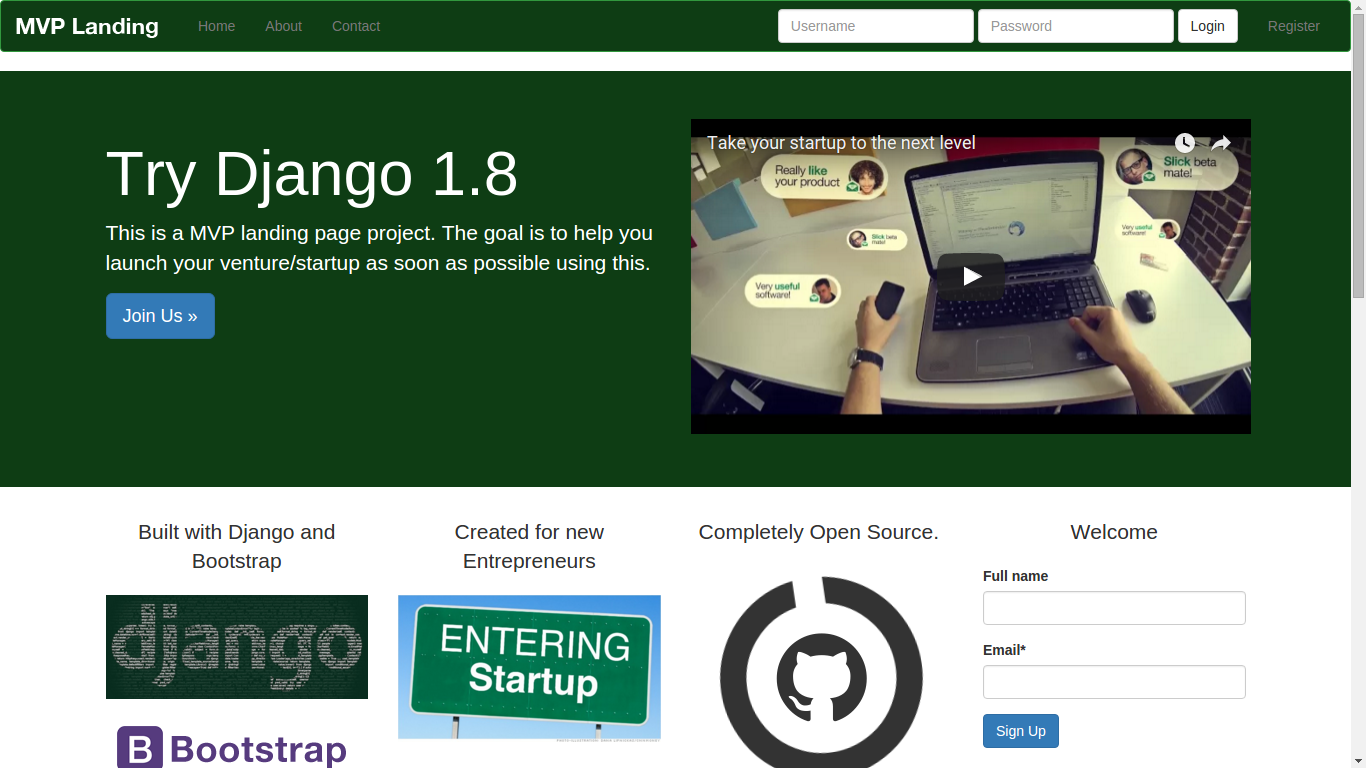 MVP Landing
Home
About
Contact
Username
Password
Login
Register
Try Django 1.8
This is a MVP landing page project. The goal is to help you
launch your venture/startup as soon as possible using this.
Join Us »
Take your startup to the next level
Really like
your product
Slick beta
mate!
Slick beta
mate!
Very useful
software!
Very useful
software!
Built with Django and
Bootstrap
Created for new
Entrepreneurs
Completely Open Source.
Welcome
django
B Bootstrap
ENTERING
Startup
Full name
Email*
Sign Up